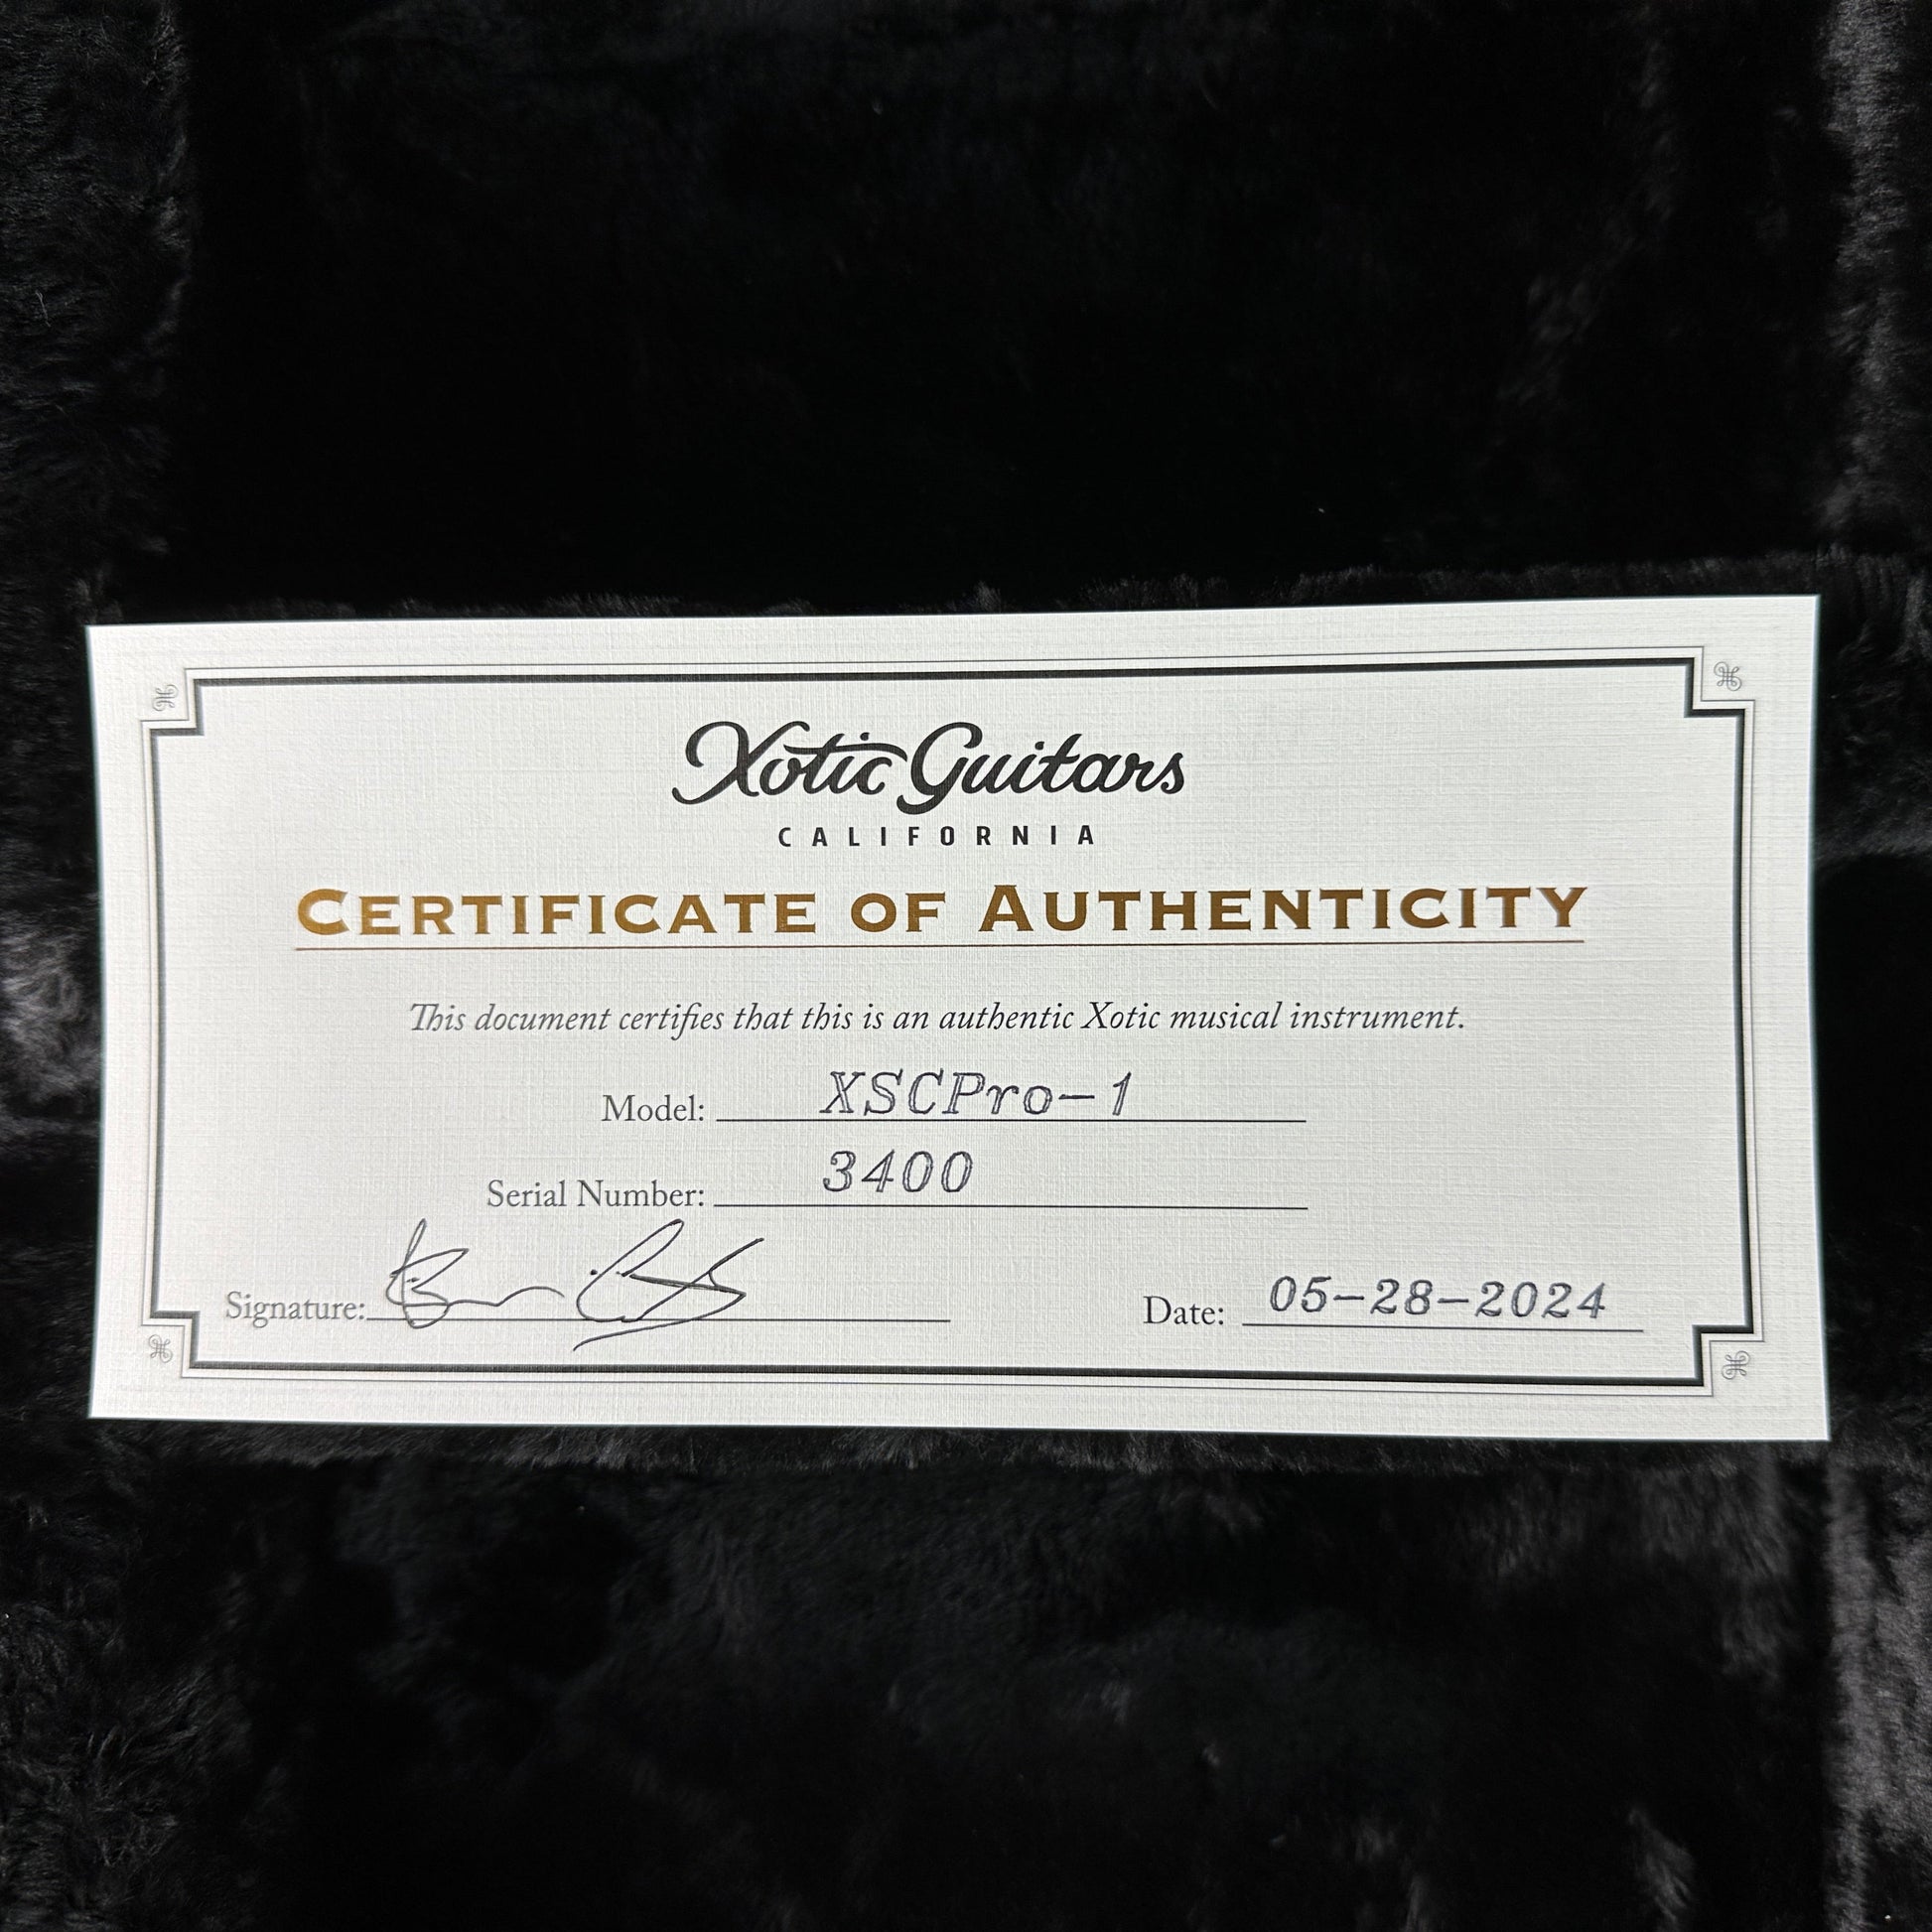 Xotic Guitars
CALIFORNIA
CERTIFICATE OF AUTHENTICITY
This document certifies that this is an authentic Xotic musical instrument.
Model: XSCPro-1
Serial Number: 3400
Signature:
Date: 05-28-2024